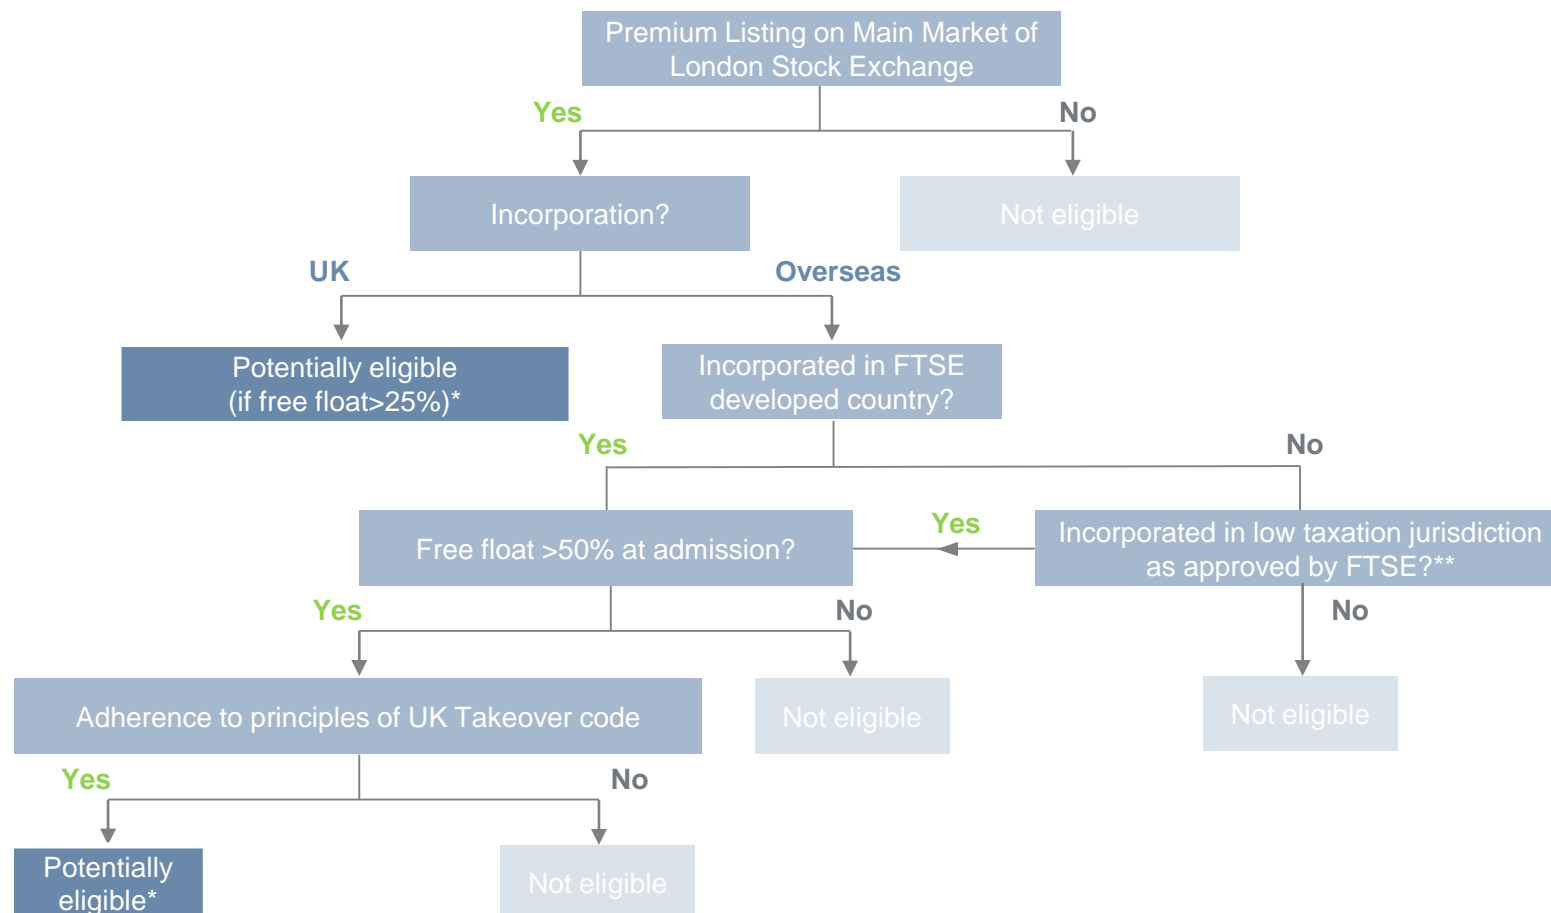 Premium Listing on Main Market of
London Stock Exchange
Yes
No
Incorporation?
Not eligible
UK
Overseas
Potentially eligible
(if free float>25%)*
Incorporated in FTSE
developed country?
Yes
No
Free float >50% at admission?
Yes
Incorporated in low taxation jurisdiction
as approved by FTSE?**
Yes
No
No
Adherence to principles of UK Takeover code
Not eligible
Not eligible
Yes
No
Potentially
eligible*
Not eligible